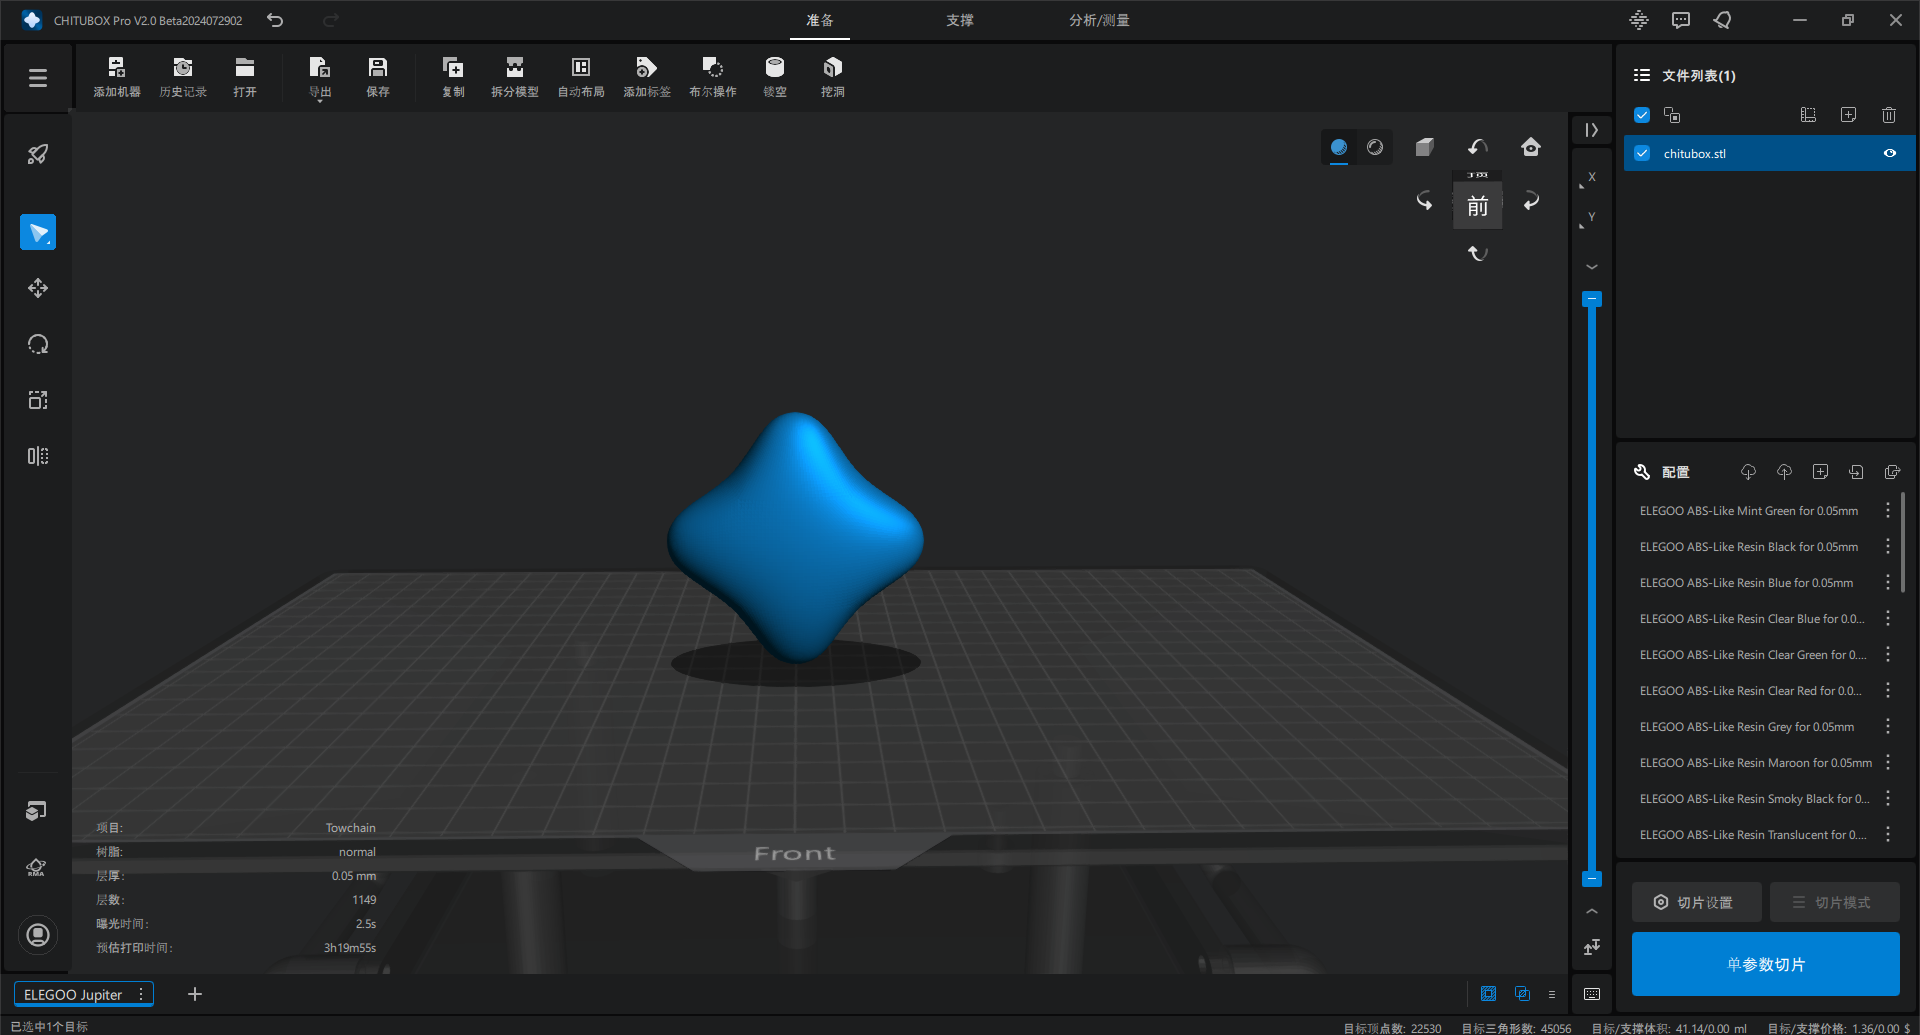 CHITUBOX Pro V2.0 Beta2024072902
准备
支撑
分析/测量
添加机器
历史记录
打开
导出
保存
复制
拆分模型
自动布局
添加标签
布尔操作
镂空
挖洞
文件列表(1)
chitubox.stl
前
X
Y
配置
ELEGOO ABS-Like Mint Green for 0.05mm
ELEGOO ABS-Like Resin Black for 0.05mm
ELEGOO ABS-Like Resin Blue for 0.05mm
ELEGOO ABS-Like Resin Clear Blue for 0.0...
ELEGOO ABS-Like Resin Clear Green for 0....
ELEGOO ABS-Like Resin Clear Red for 0.0...
ELEGOO ABS-Like Resin Grey for 0.05mm
ELEGOO ABS-Like Resin Maroon for 0.05mm
ELEGOO ABS-Like Resin Smoky Black for 0...
ELEGOO ABS-Like Resin Translucent for 0....
RMA
项目: Towchain
树脂: normal
层厚: 0.05 mm
层数: 1149
曝光时间: 2.5s
预估打印时间: 3h19m55s
Front
切片设置
切片模式
单参数切片
ELEGOO Jupiter
已选中1个目标
目标顶点数: 22530
目标三角形数: 45056
目标/支撑体积: 41.14/0.00 ml
目标/支撑价格: 1.36/0.00 $